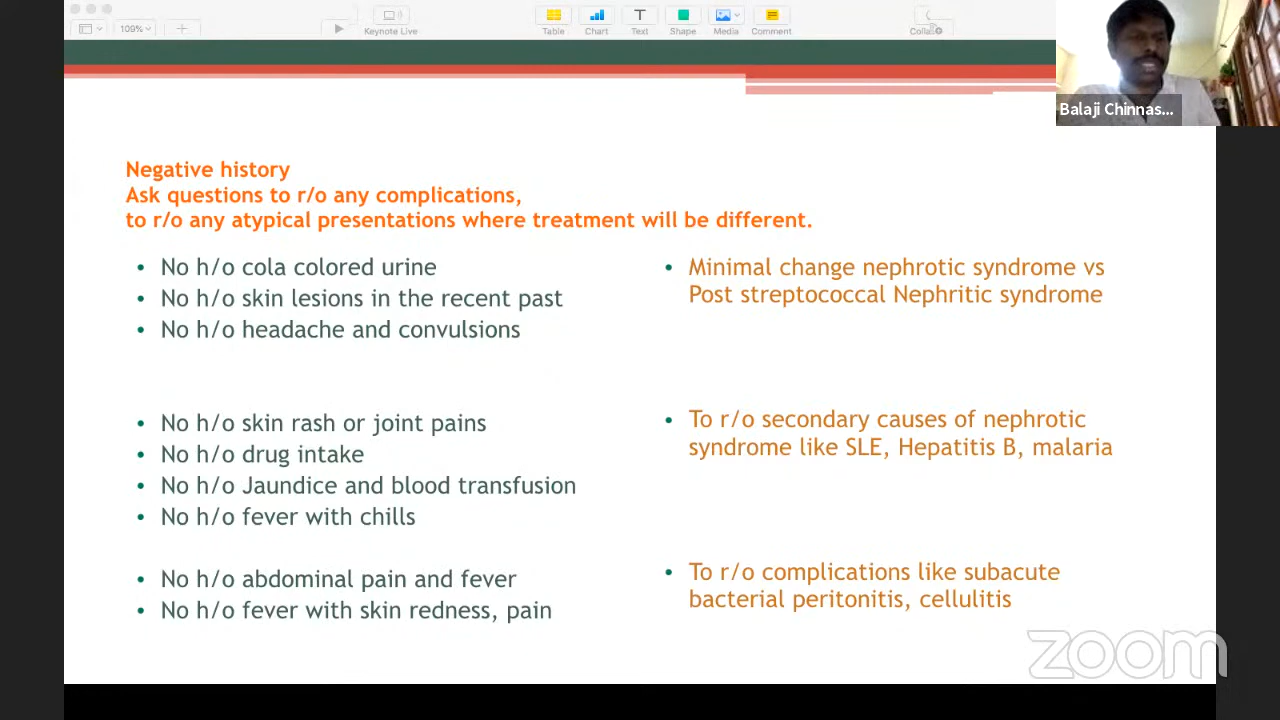 109%
Keynote Live
Table
Chart
Text
Shape
Media
Comment
Balaji Chinnas...
Negative history
Ask questions to r/o any complications,
to r/o any atypical presentations where treatment will be different.
• No h/o cola colored urine
• No h/o skin lesions in the recent past
• No h/o headache and convulsions
• Minimal change nephrotic syndrome vs
Post streptococcal Nephritic syndrome
• No h/o skin rash or joint pains
• No h/o drug intake
• No h/o Jaundice and blood transfusion
• No h/o fever with chills
• To r/o secondary causes of nephrotic
syndrome like SLE, Hepatitis B, malaria
• No h/o abdominal pain and fever
• No h/o fever with skin redness, pain
• To r/o complications like subacute
bacterial peritonitis, cellulitis
zoom